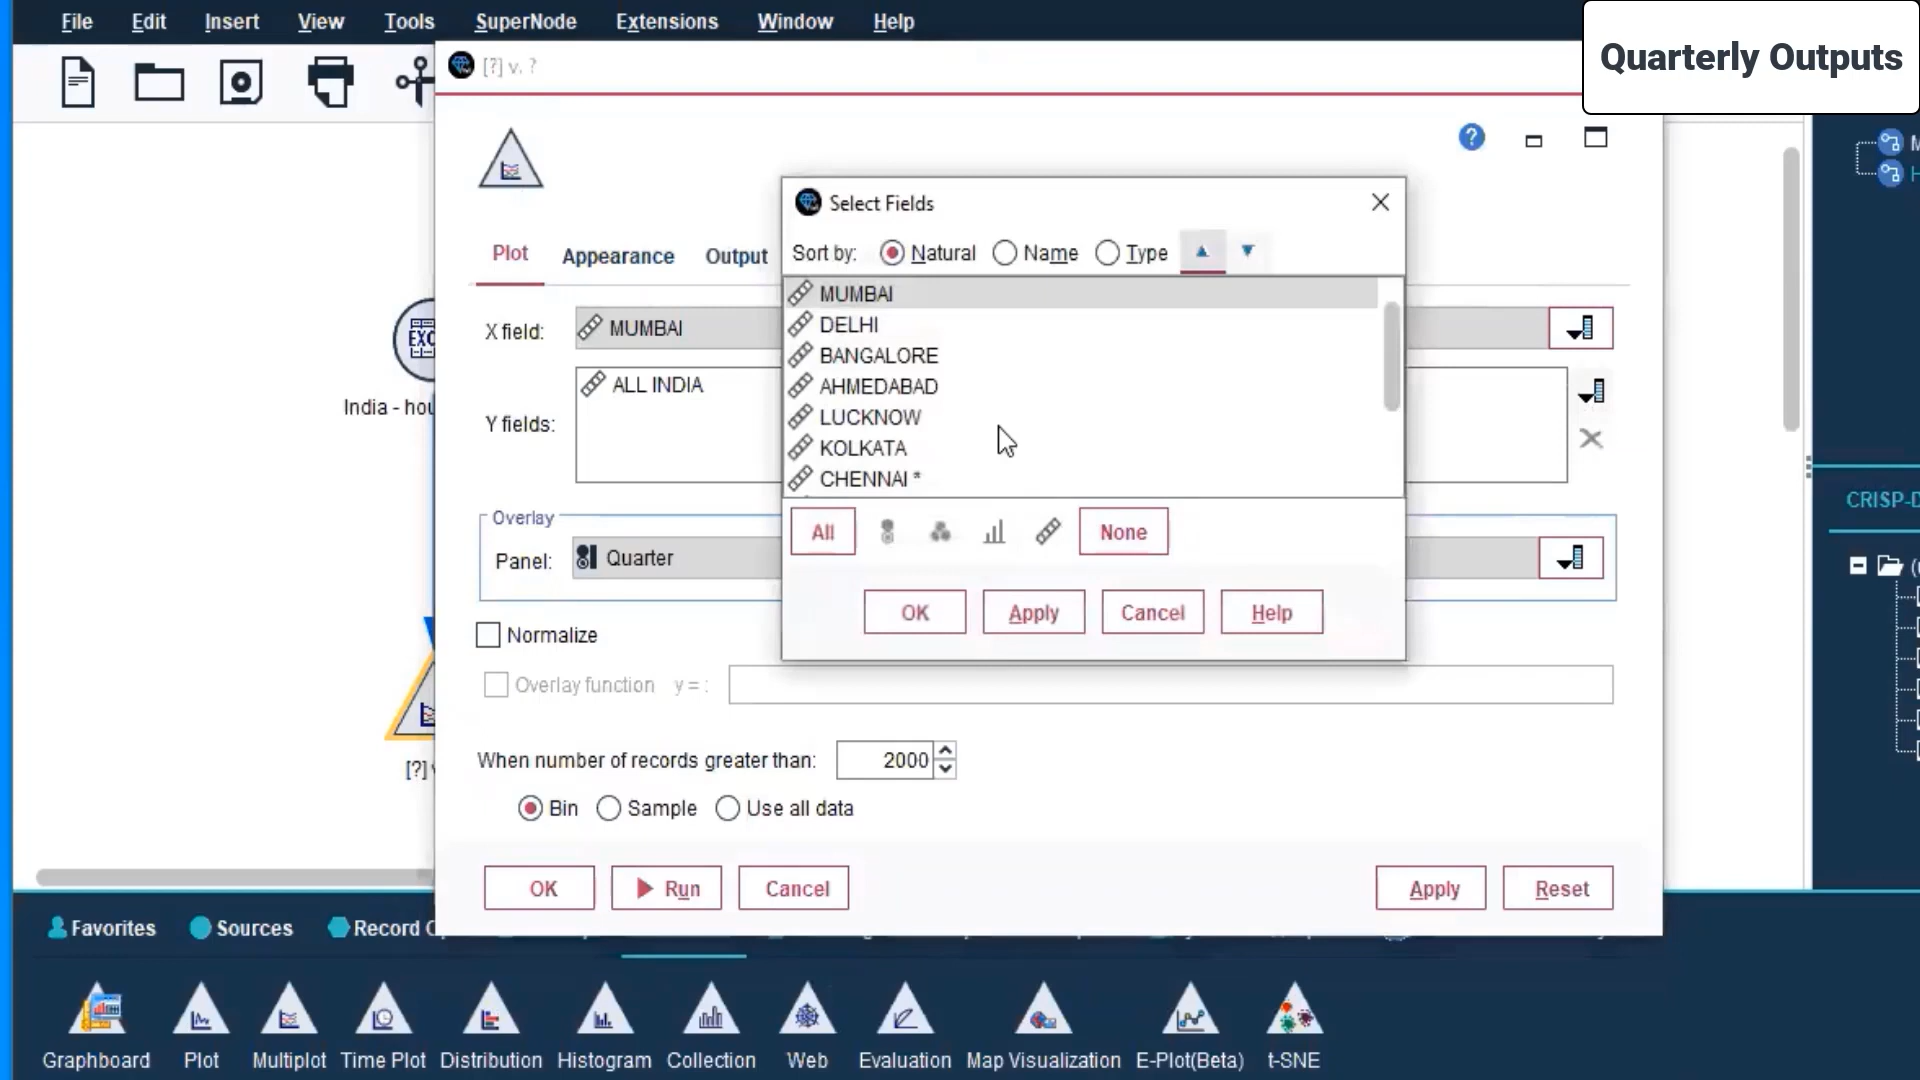 File Edit Insert View Tools SuperNode Extensions Window Help
Quarterly Outputs
[?] v. ?
Select Fields
Sort by: Natural Name Type
Plot Appearance Output
MUMBAI
DELHI
BANGALORE
AHMEDABAD
LUCKNOW
KOLKATA
CHENNAI *
X field: MUMBAI
Y fields: ALL INDIA
India - hou
EXC
Overlay
Panel: Quarter
All None
OK Apply Cancel Help
Normalize
Overlay function y = :
[?] v
When number of records greater than: 2000
Bin Sample Use all data
OK Run Cancel Apply Reset
CRISP-D
Favorites Sources Record O
Graphboard Plot Multiplot Time Plot Distribution Histogram Collection Web Evaluation Map Visualization E-Plot(Beta) t-SNE